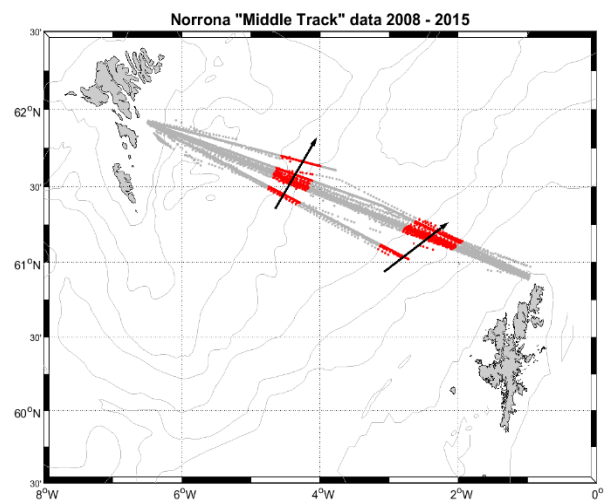 Norrona "Middle Track" data 2008 - 2015
30'
62°N
30'
61°N
30'
60°N
30'
8°W
6°W
4°W
2°W
0°